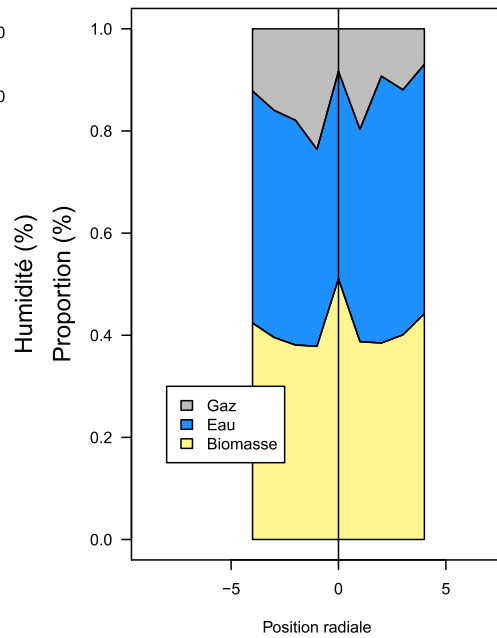 0
0
Humidité (%)
Proportion (%)
1.0
0.8
0.6
0.4
0.2
0.0
Gaz
Eau
Biomasse
−5
0
5
Position radiale